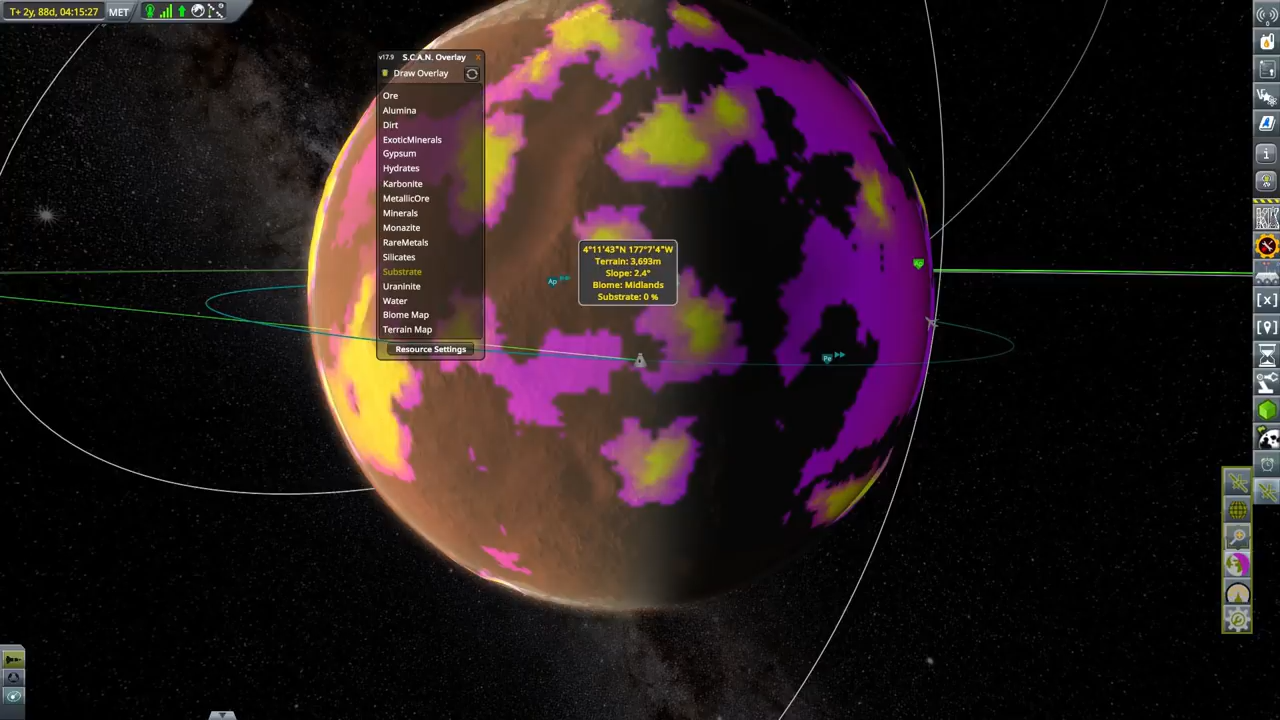 T+ 2y, 88d, 04:15:27 MET
v17.9 S.C.A.N. Overlay x
Draw Overlay
Ore
Alumina
Dirt
ExoticMinerals
Gypsum
Hydrates
Karbonite
MetallicOre
Minerals
Monazite
RareMetals
Silicates
Substrate
Uraninite
Water
Biome Map
Terrain Map
Resource Settings
4°11'43"N 177°7'4"W
Terrain: 3,693m
Slope: 2.4°
Biome: Midlands
Substrate: 0 %
Ap
Pe
[x]